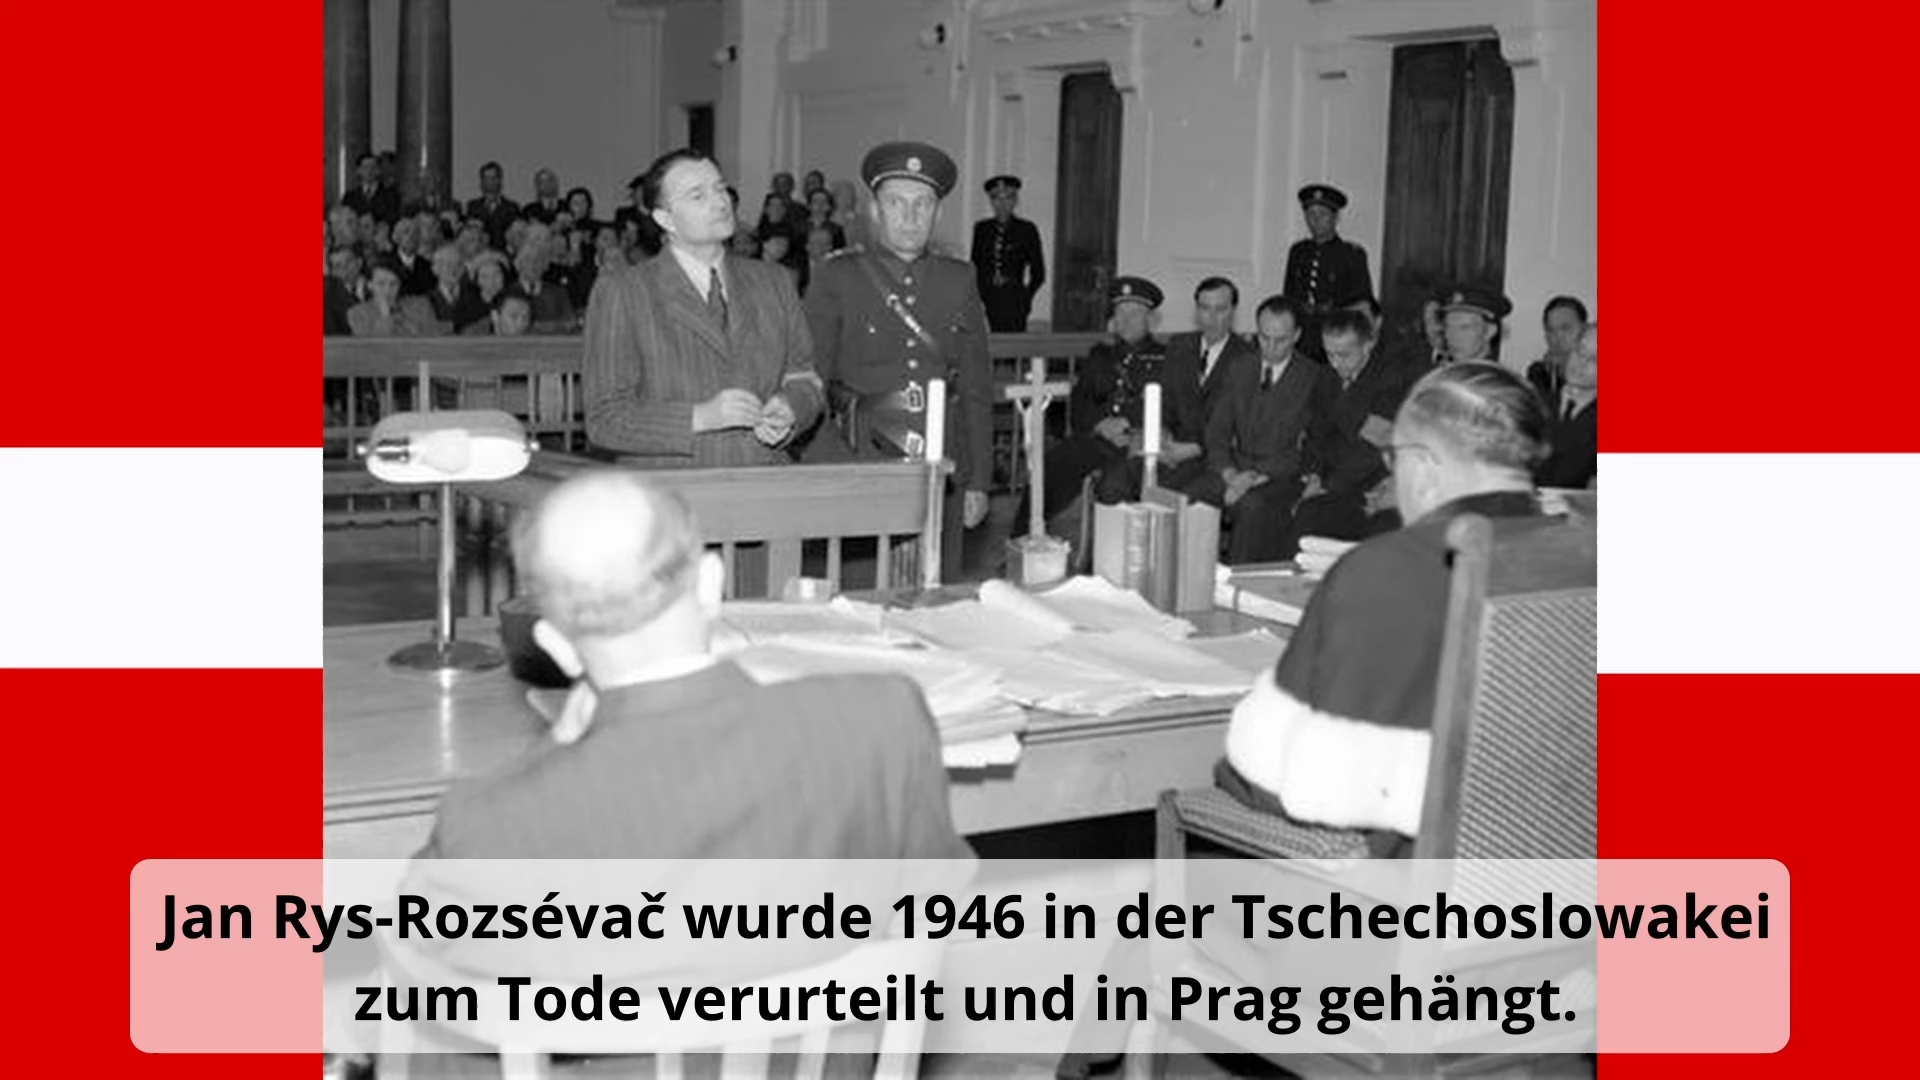 Jan Rys-Rozsévač wurde 1946 in der Tschechoslowakei
zum Tode verurteilt und in Prag gehängt.